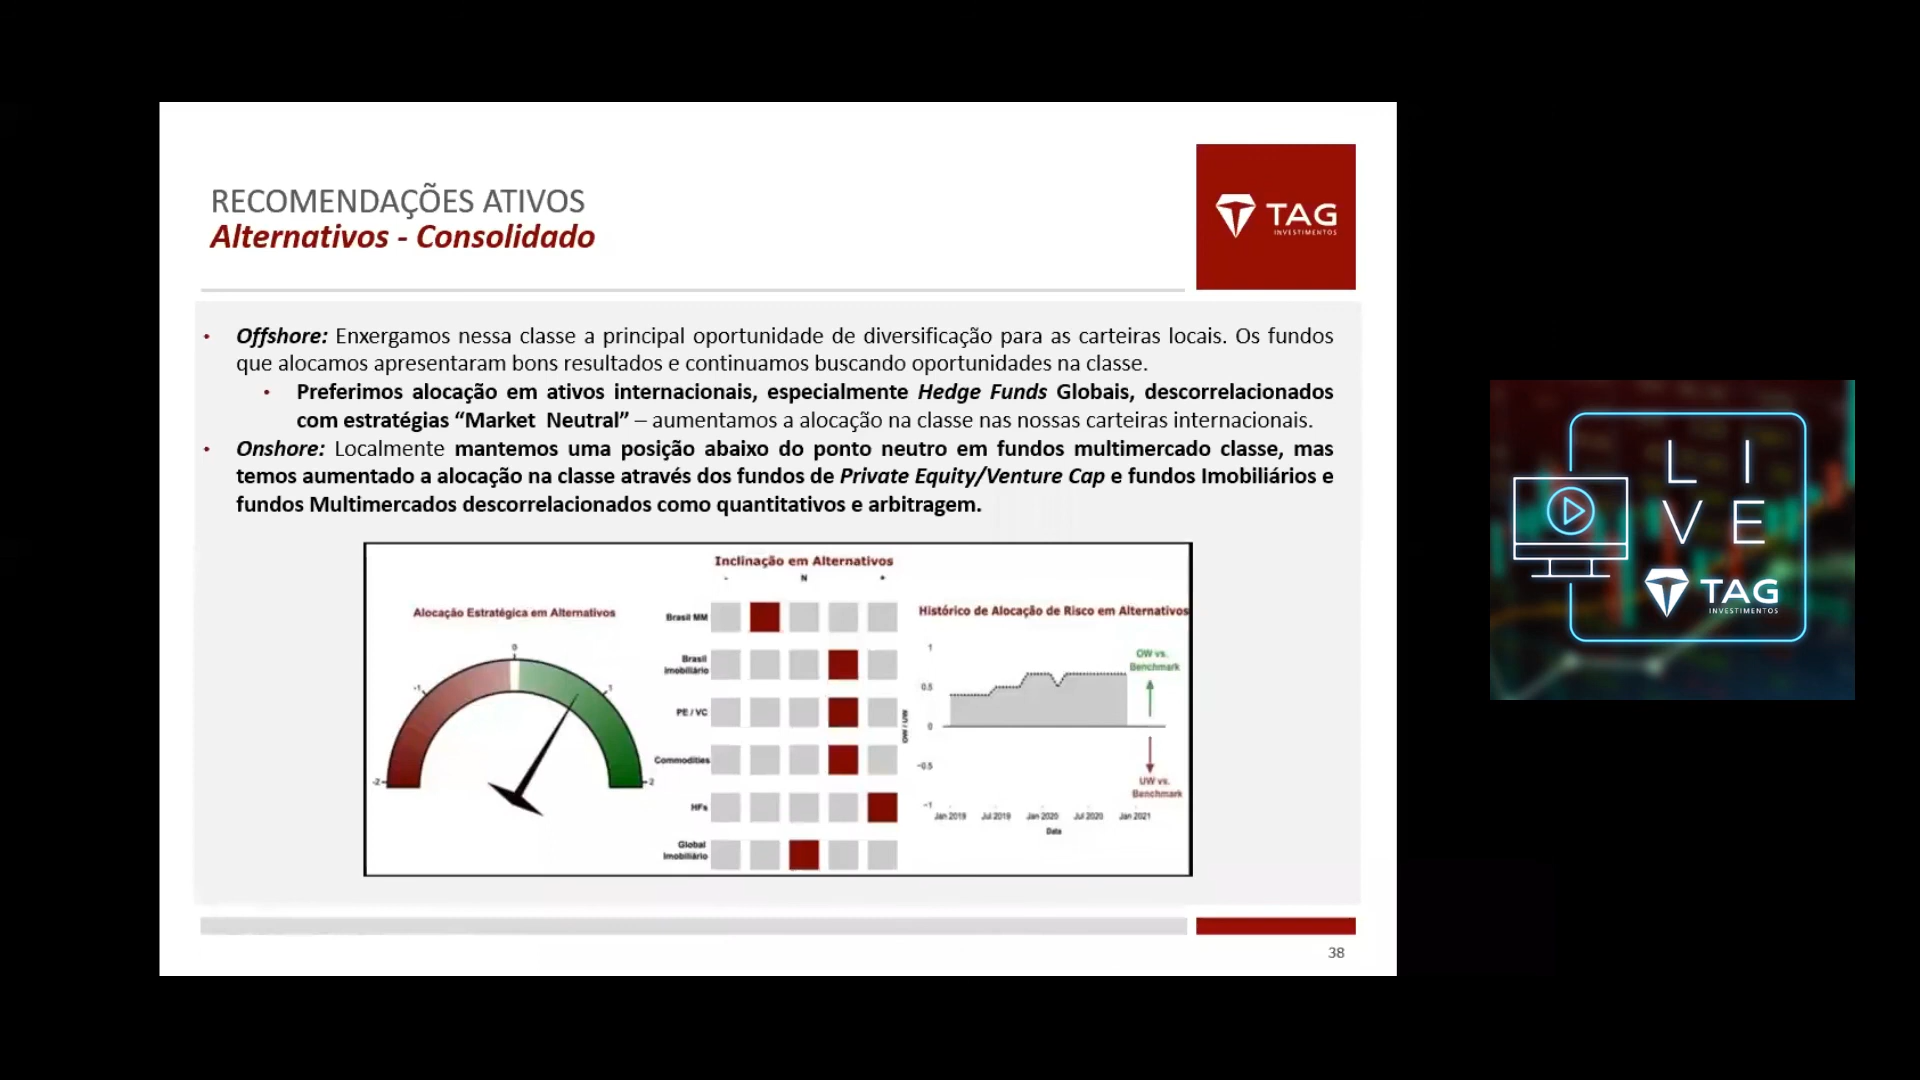 RECOMENDAÇÕES ATIVOS
Alternativos - Consolidado
TAG
INVESTIMENTOS
• Offshore: Enxergamos nessa classe a principal oportunidade de diversificação para as carteiras locais. Os fundos
que alocamos apresentaram bons resultados e continuamos buscando oportunidades na classe.
• Preferimos alocação em ativos internacionais, especialmente Hedge Funds Globais, descorrelacionados
com estratégias “Market Neutral” – aumentamos a alocação na classe nas nossas carteiras internacionais.
• Onshore: Localmente mantemos uma posição abaixo do ponto neutro em fundos multimercado classe, mas
temos aumentado a alocação na classe através dos fundos de Private Equity/Venture Cap e fundos Imobiliários e
fundos Multimercados descorrelacionados como quantitativos e arbitragem.
Alocação Estratégica em Alternativos
0
-1
1
-2
2
Inclinação em Alternativos
- N +
Brasil MM
Brasil
Imobiliário
PE / VC
Commodities
HFs
Global
Imobiliário
Histórico de Alocação de Risco em Alternativos
OW / UW
1
0.5
0
-0.5
-1
Jan 2019 Jul 2019 Jan 2020 Jul 2020 Jan 2021
Data
OW vs.
Benchmark
UW vs.
Benchmark
38
L I
V E
TAG
INVESTIMENTOS